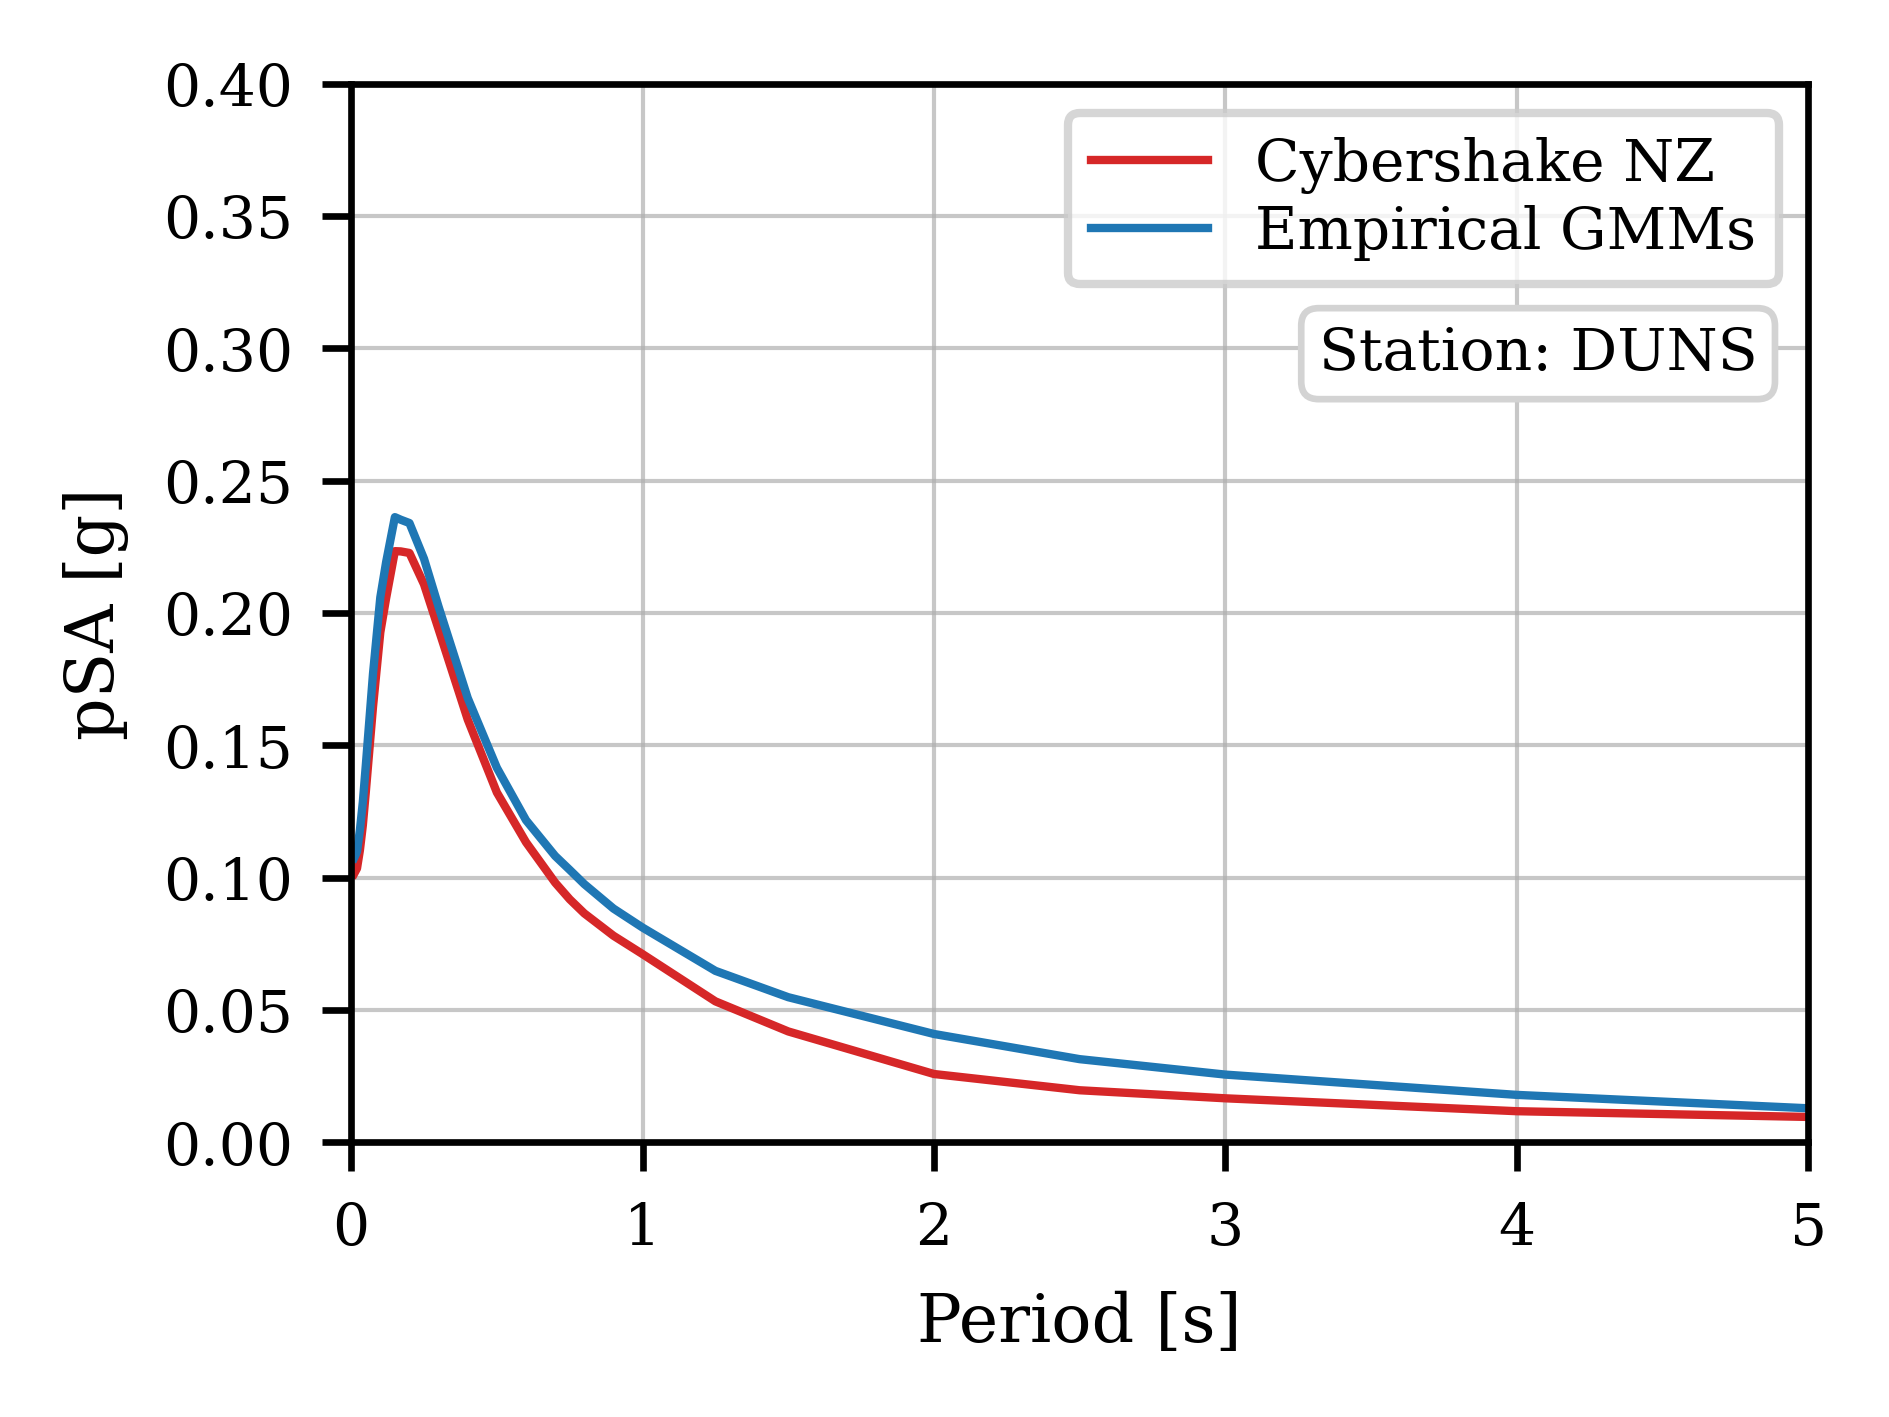 0.40
0.35
0.30
0.25
0.20
0.15
0.10
0.05
0.00
pSA [g]
Cybershake NZ
Empirical GMMs
Station: DUNS
0 1 2 3 4 5
Period [s]